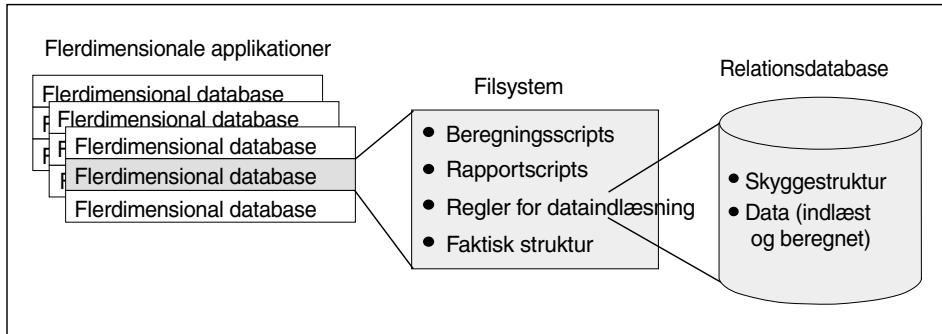 Flerdimensionale applikationer
Flerdimensional database
Flerdimensional database
Flerdimensional database
Flerdimensional database
Flerdimensional database
Filsystem
• Beregningsscripts
• Rapportscripts
• Regler for dataindlæsning
• Faktisk struktur
Relationsdatabase
• Skyggestruktur
• Data (indlæst
og beregnet)